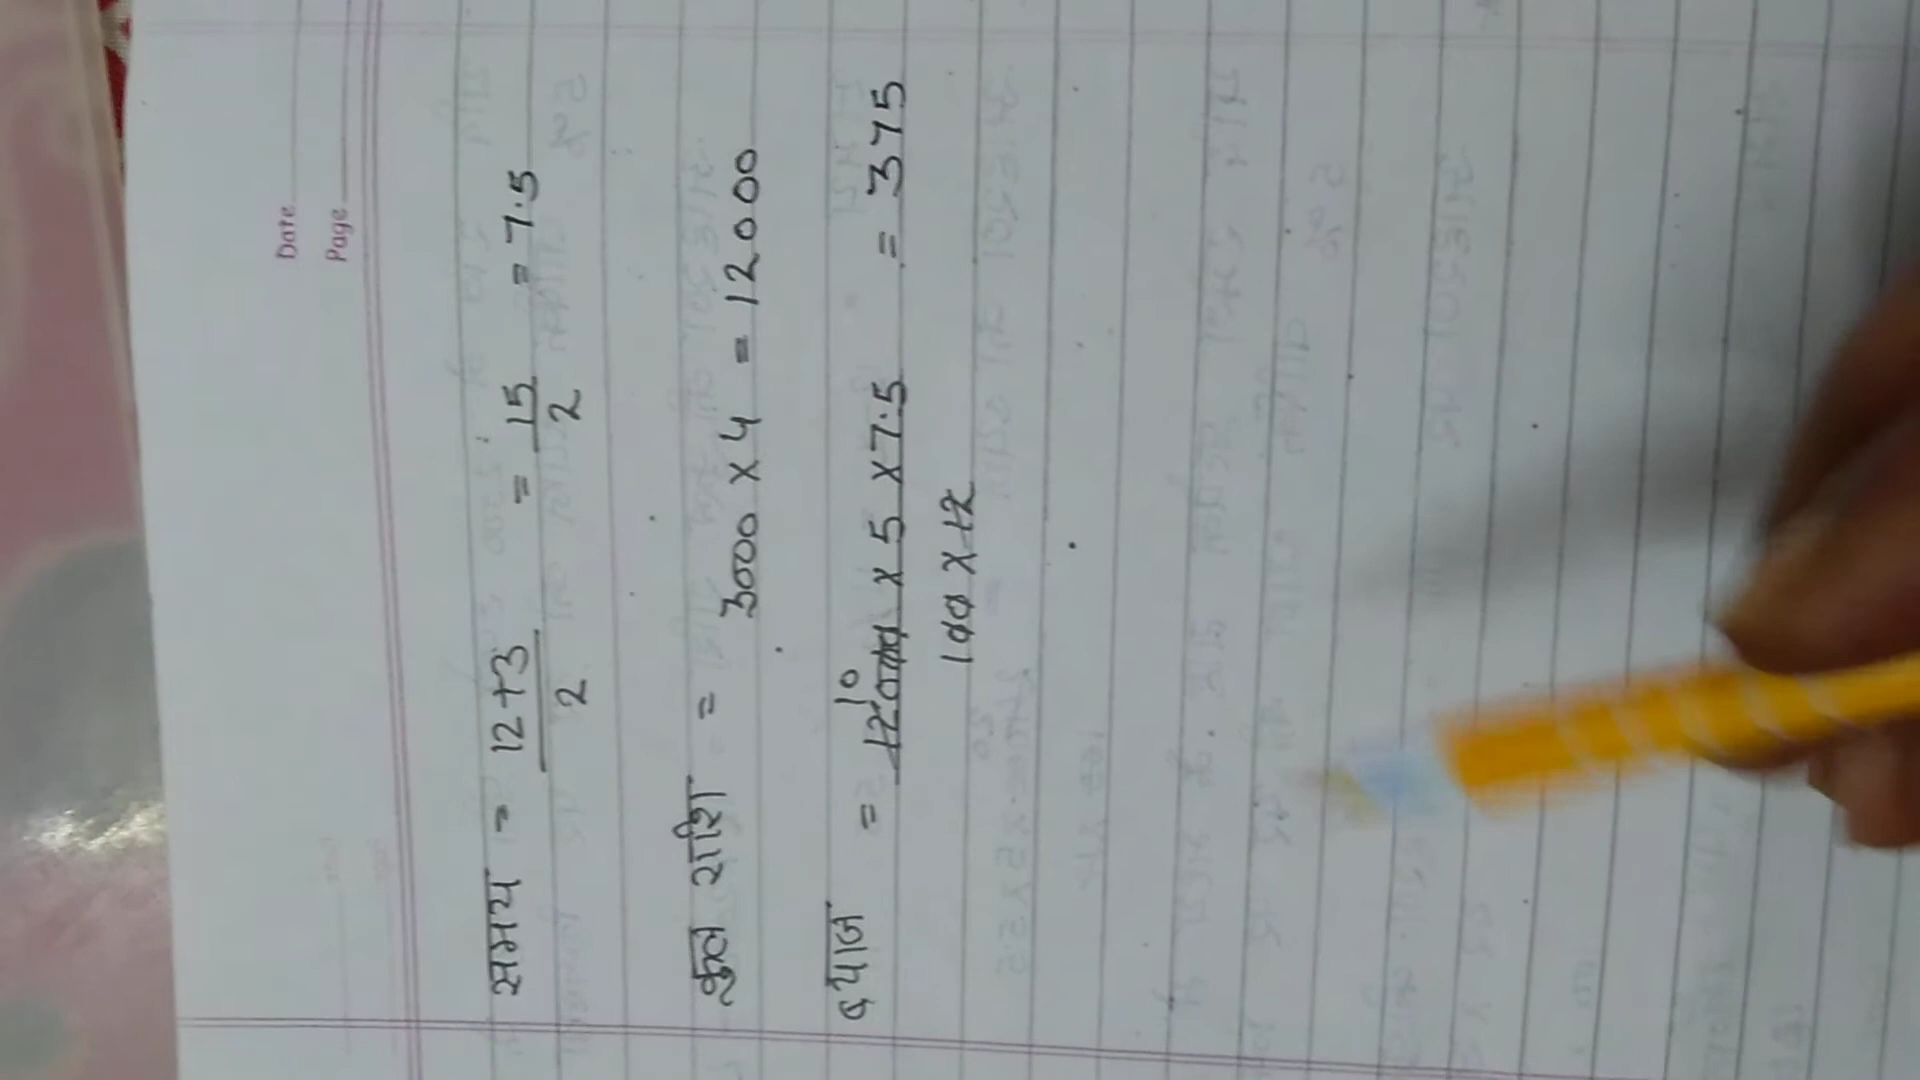 Date
Page
समय = 12+3/2 = 15/2 = 7.5
कुल राशि = 3000 x 4 = 12000
ब्याज = 12000 x 5 x 7.5 / 100 x 12 = 375
10